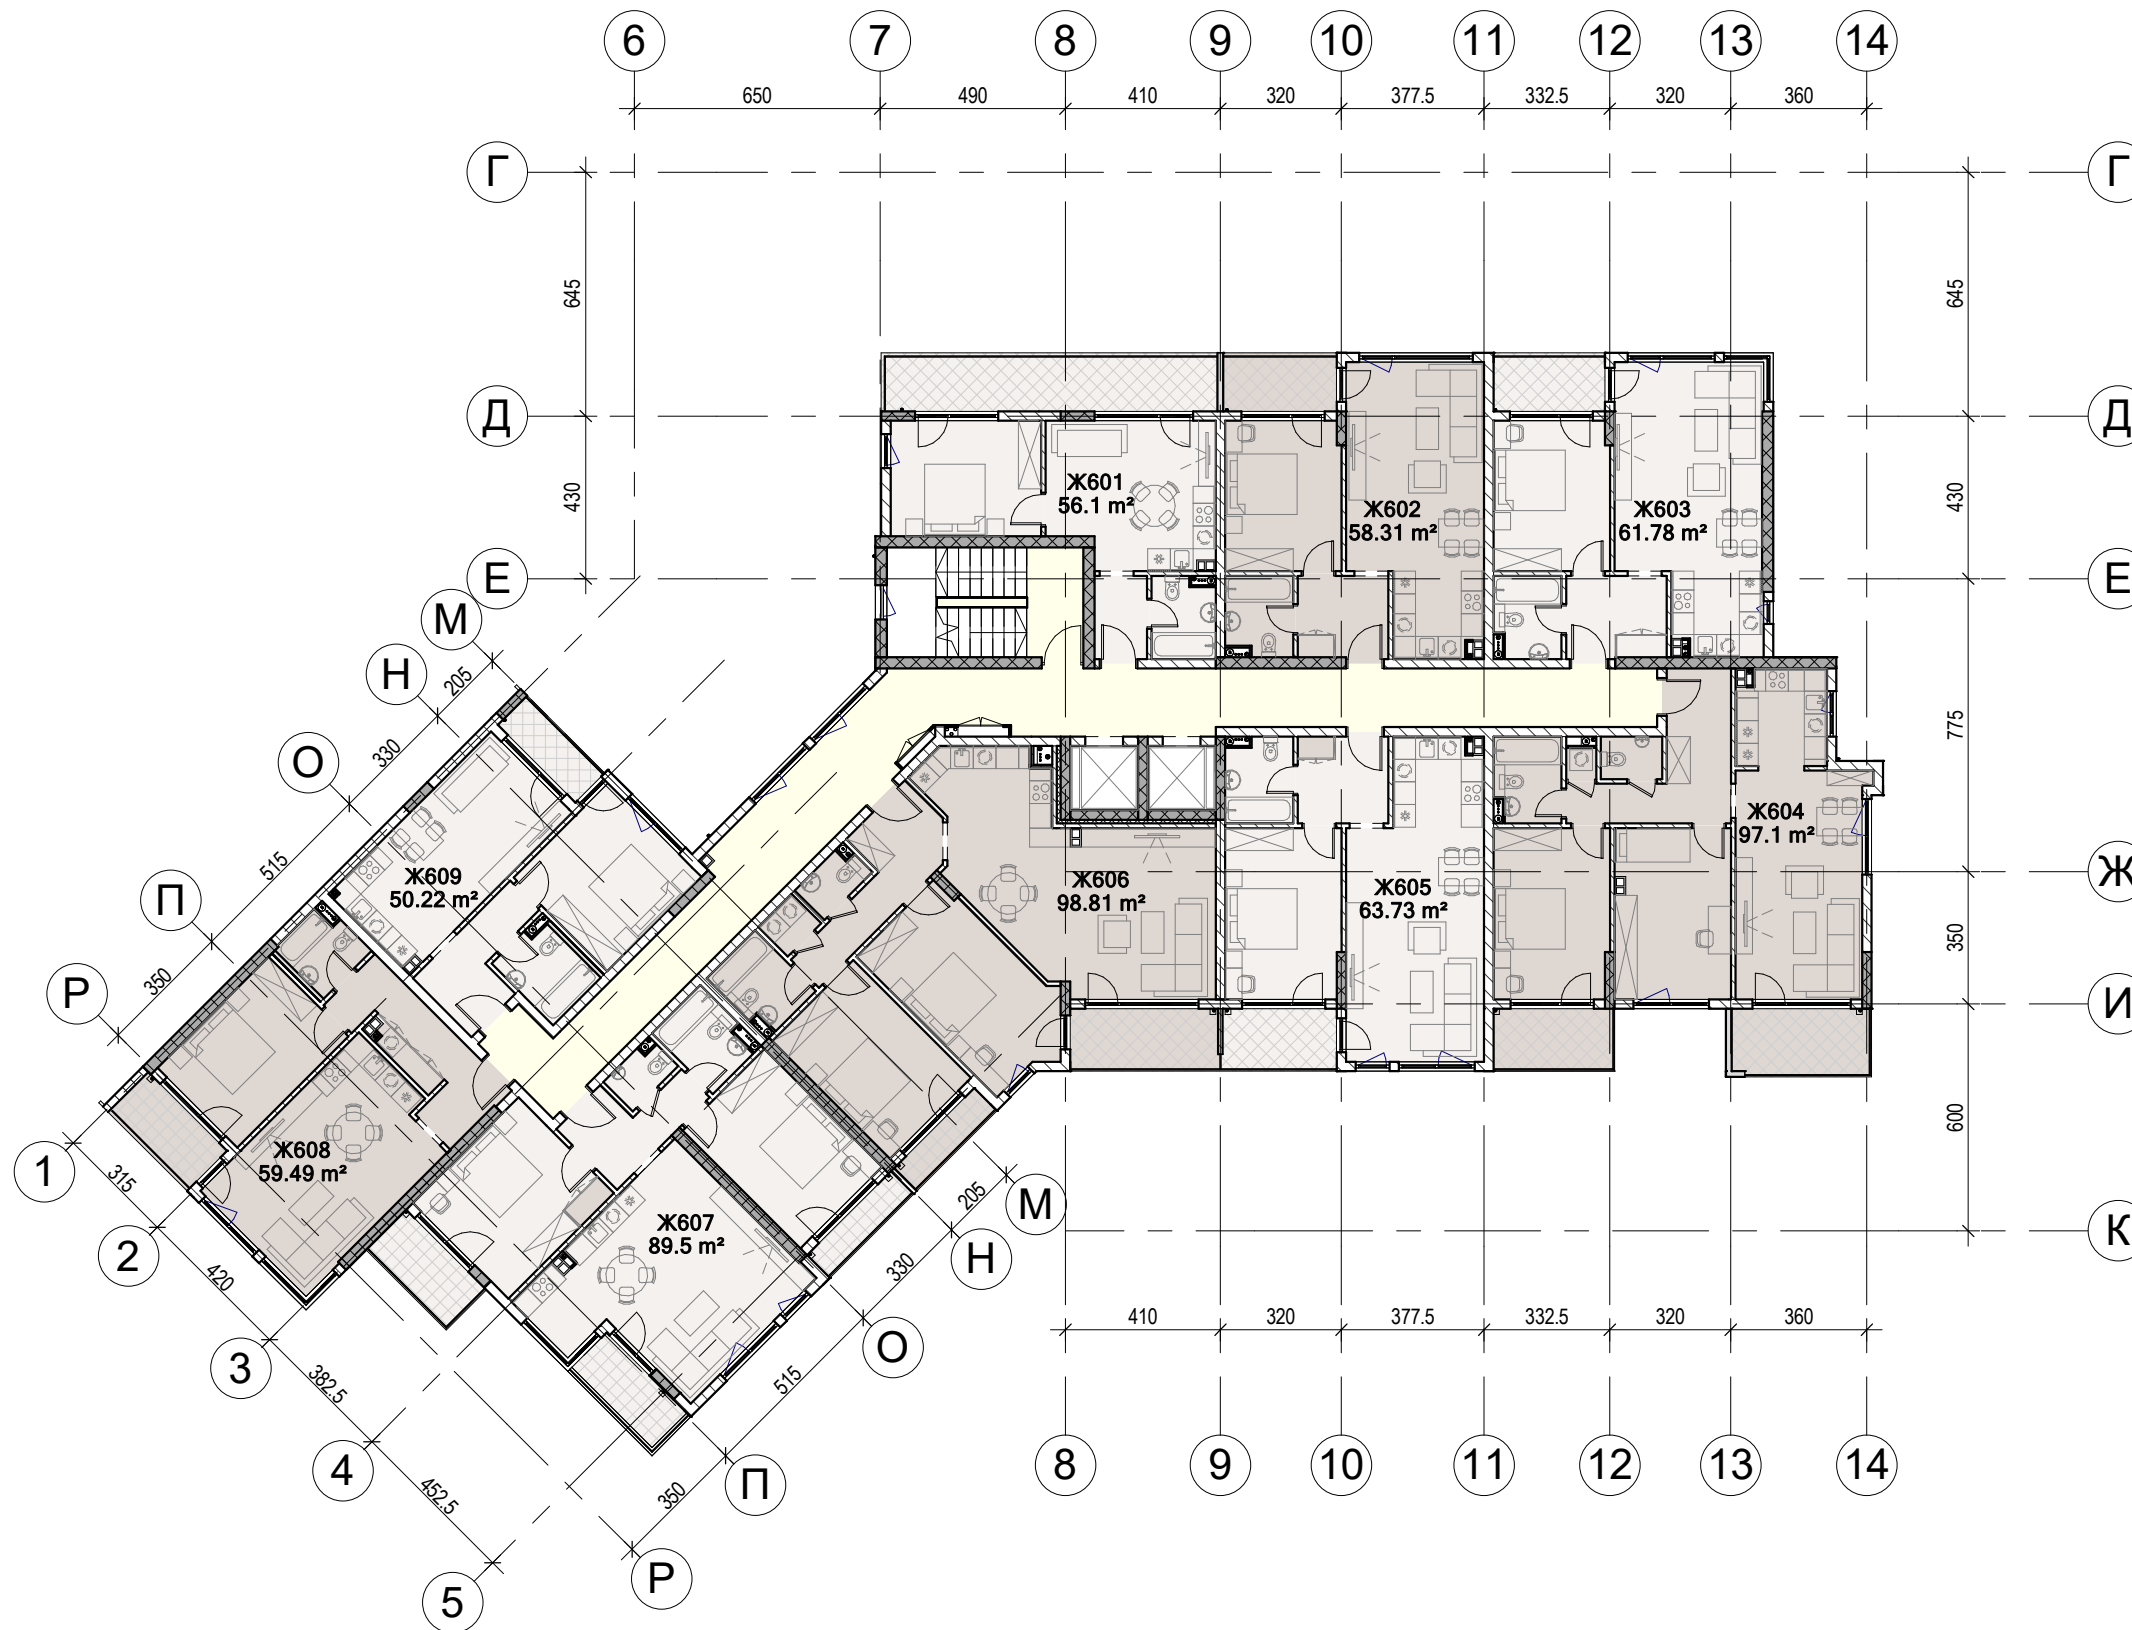 6 7 8 9 10 11 12 13 14
650 490 410 320 377.5 332.5 320 360
Г Г
645 645
Д Д
430 430
Е Е
Ж601
56.1 m²
Ж602
58.31 m²
Ж603
61.78 m²
М
Н
205
О
330
775
П
515
Р
350
Ж604
97.1 m²
Ж
Ж605
63.73 m²
Ж606
98.81 m²
Ж609
50.22 m²
350
И
600
Ж608
59.49 m²
Ж607
89.5 m²
К
1
315
2
420
3
382.5
4
452.5
5
М
205
Н
330
О
515
П
350
Р
410 320 377.5 332.5 320 360
8 9 10 11 12 13 14